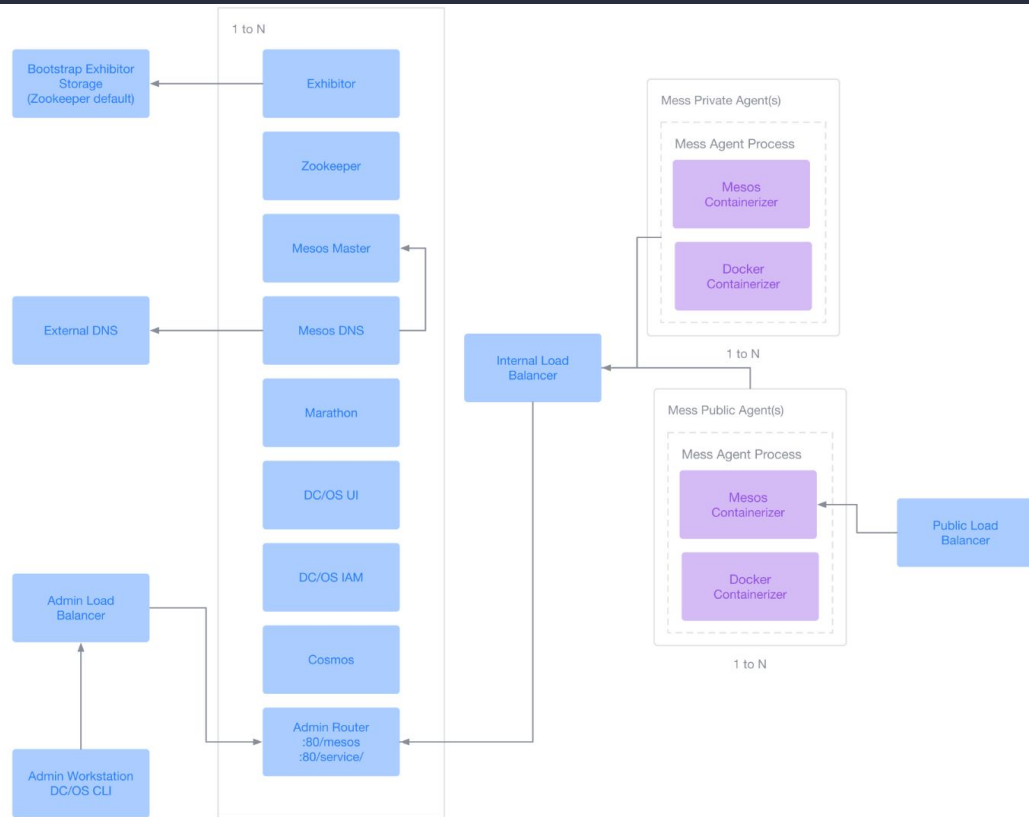 1 to N
Bootstrap Exhibitor
Storage
(Zookeeper default)
Exhibitor
Zookeeper
Mesos Master
External DNS
Mesos DNS
Marathon
DC/OS UI
DC/OS IAM
Admin Load
Balancer
Cosmos
Admin Router
:80/mesos
:80/service/
Admin Workstation
DC/OS CLI
Internal Load
Balancer
Mess Private Agent(s)
Mess Agent Process
Mesos
Containerizer
Docker
Containerizer
1 to N
Mess Public Agent(s)
Mess Agent Process
Mesos
Containerizer
Docker
Containerizer
1 to N
Public Load
Balancer